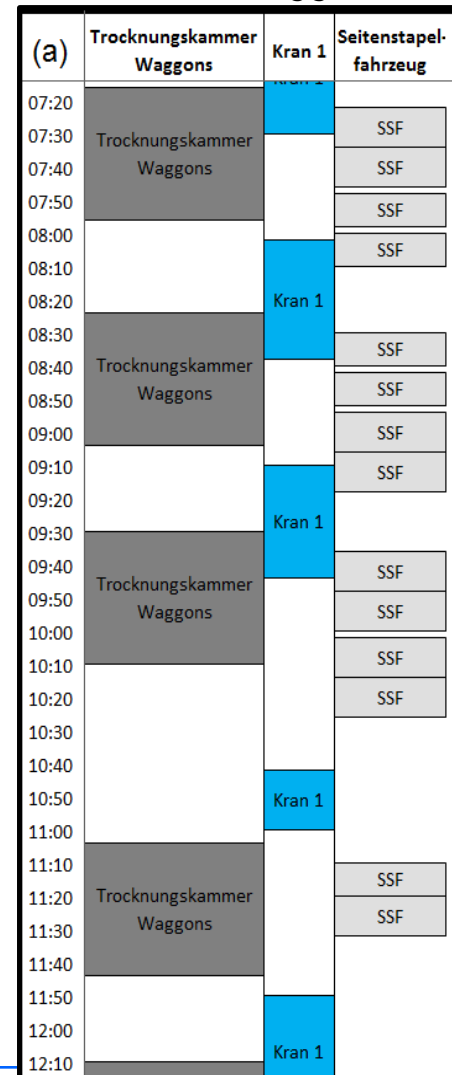 (a)
Trocknungskammer
Waggons
Kran 1
Seitenstapel-
fahrzeug
07:20
07:30
SSF
Trocknungskammer
Waggons
07:40
SSF
07:50
SSF
08:00
SSF
08:10
08:20
Kran 1
08:30
SSF
08:40
Trocknungskammer
Waggons
SSF
08:50
09:00
SSF
09:10
SSF
09:20
Kran 1
09:30
09:40
SSF
Trocknungskammer
Waggons
09:50
SSF
10:00
SSF
10:10
10:20
SSF
10:30
10:40
10:50
Kran 1
11:00
11:10
SSF
11:20
Trocknungskammer
Waggons
SSF
11:30
11:40
11:50
12:00
Kran 1
12:10